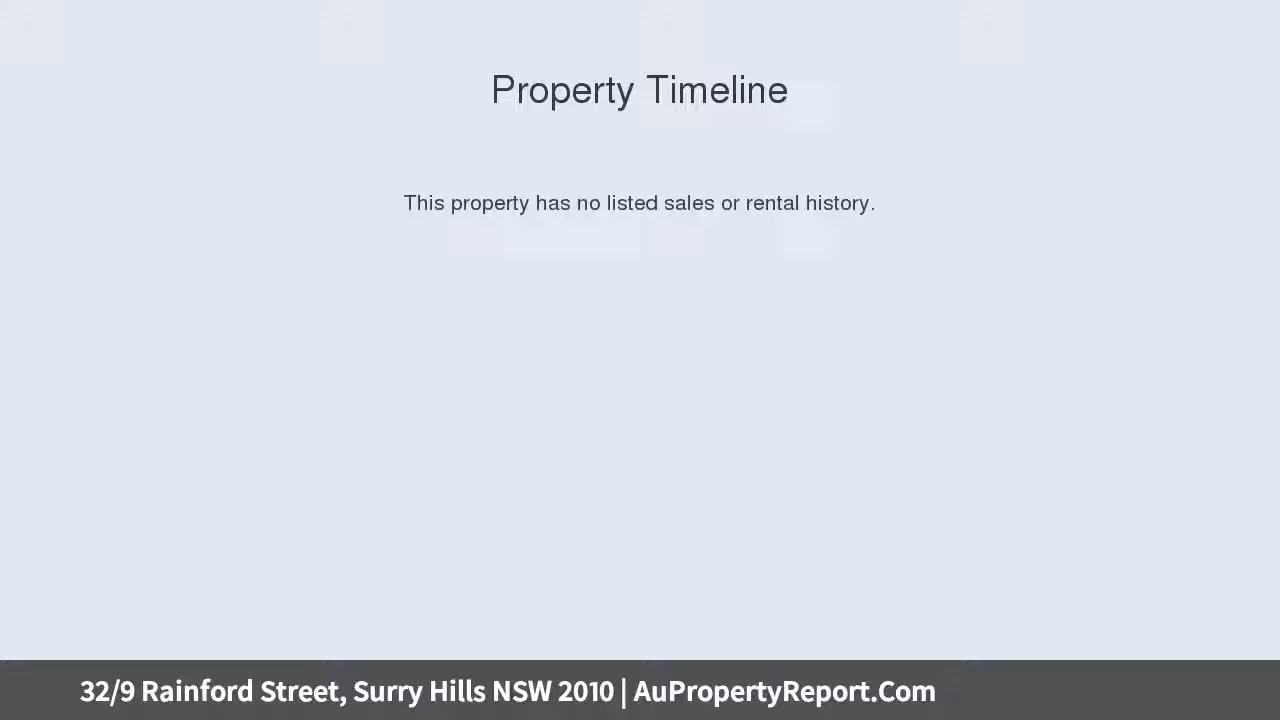 Property Timeline
This property has no listed sales or rental history.
32/9 Rainford Street, Surry Hills NSW 2010 | AuPropertyReport.Com